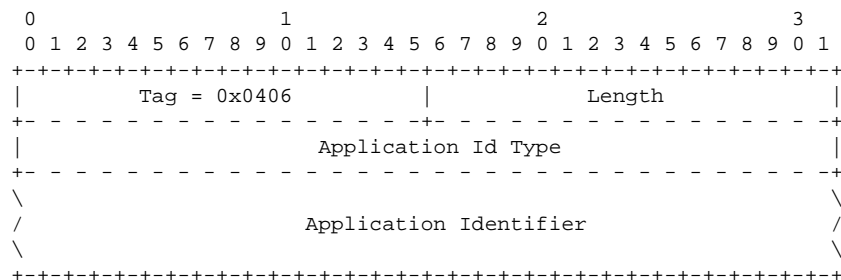 0                   1                   2                   3
 0 1 2 3 4 5 6 7 8 9 0 1 2 3 4 5 6 7 8 9 0 1 2 3 4 5 6 7 8 9 0 1
+-+-+-+-+-+-+-+-+-+-+-+-+-+-+-+-+-+-+-+-+-+-+-+-+-+-+-+-+-+-+-+-+
|         Tag = 0x0406          |            Length             |
+- - - - - - - - - - - - - - - -+- - - - - - - - - - - - - - - -+
|                       Application Id Type                     |
+- - - - - - - - - - - - - - - - - - - - - - - - - - - - - - - -+
\                                                               \
/                      Application Identifier                   /
\                                                               \
+-+-+-+-+-+-+-+-+-+-+-+-+-+-+-+-+-+-+-+-+-+-+-+-+-+-+-+-+-+-+-+-+